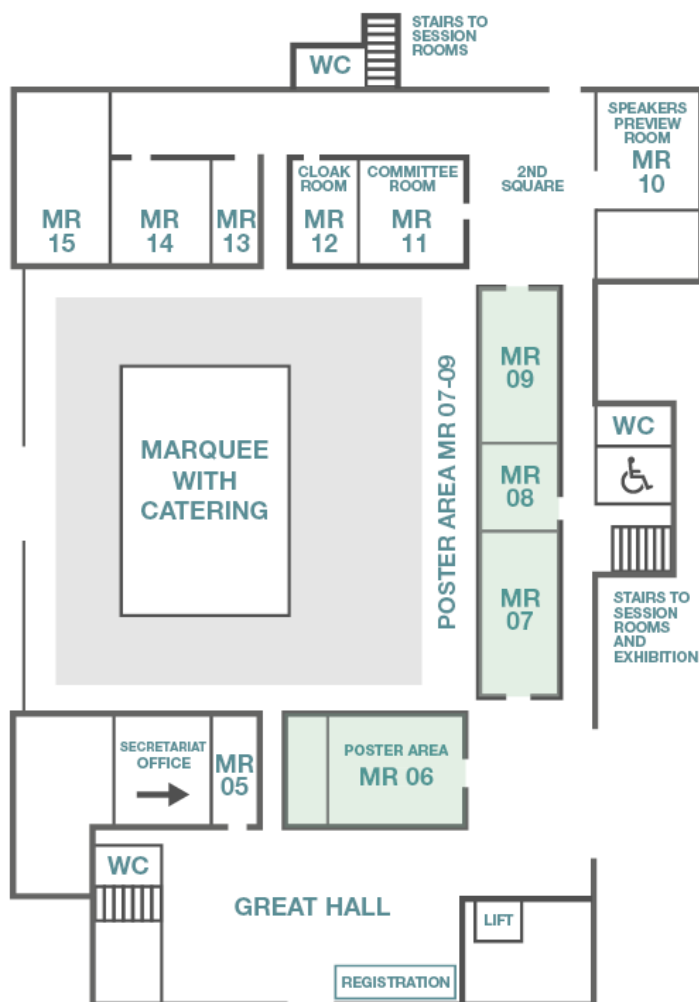 STAIRS TO
SESSION
ROOMS
WC
SPEAKERS
PREVIEW
ROOM
MR
10
CLOAK
ROOM
MR
12
COMMITTEE
ROOM
MR
11
2ND
SQUARE
MR
15
MR
14
MR
13
MR
09
MR
08
MR
07
POSTER AREA MR 07-09
WC
MARQUEE
WITH
CATERING
STAIRS TO
SESSION
ROOMS
AND
EXHIBITION
SECRETARIAT
OFFICE
MR
05
POSTER AREA
MR 06
WC
GREAT HALL
LIFT
REGISTRATION